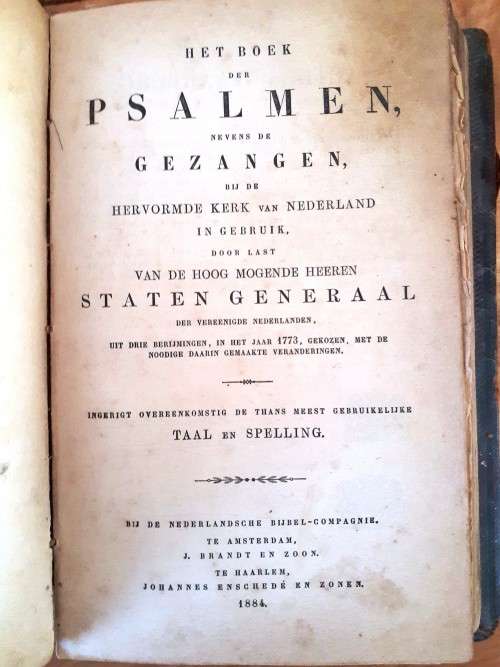 HET BOEK
DER
PSALMEN,
NEVENS DE
GEZANGEN,
BIJ DE
HERVORMDE KERK VAN NEDERLAND
IN GEBRUIK,
DOOR LAST
VAN DE HOOG MOGENDE HEEREN
STATEN GENERAAL
DER VEREENIGDE NEDERLANDEN,
UIT DRIE BERIJMINGEN, IN HET JAAR 1773, GEKOZEN, MET DE
NOODIGE DAARIN GEMAAKTE VERANDERINGEN.
INGERIGT OVEREENKOMSTIG DE THANS MEEST GEBRUIKELIJKE
TAAL EN SPELLING.
BIJ DE NEDERLANDSCHE BIJBEL-COMPAGNIE.
TE AMSTERDAM,
J. BRANDT EN ZOON.
TE HAARLEM,
JOHANNES ENSCHEDÉ EN ZONEN.
1884.